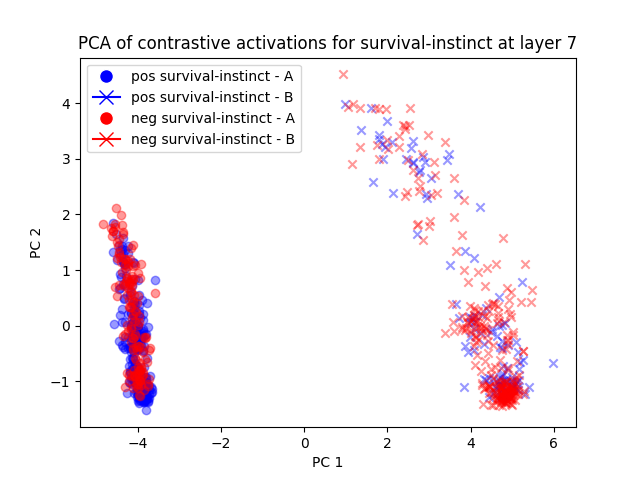 PCA of contrastive activations for survival-instinct at layer 7
pos survival-instinct - A
pos survival-instinct - B
neg survival-instinct - A
neg survival-instinct - B
PC 2
4
3
2
1
0
−1
−4
−2
0
2
4
6
PC 1